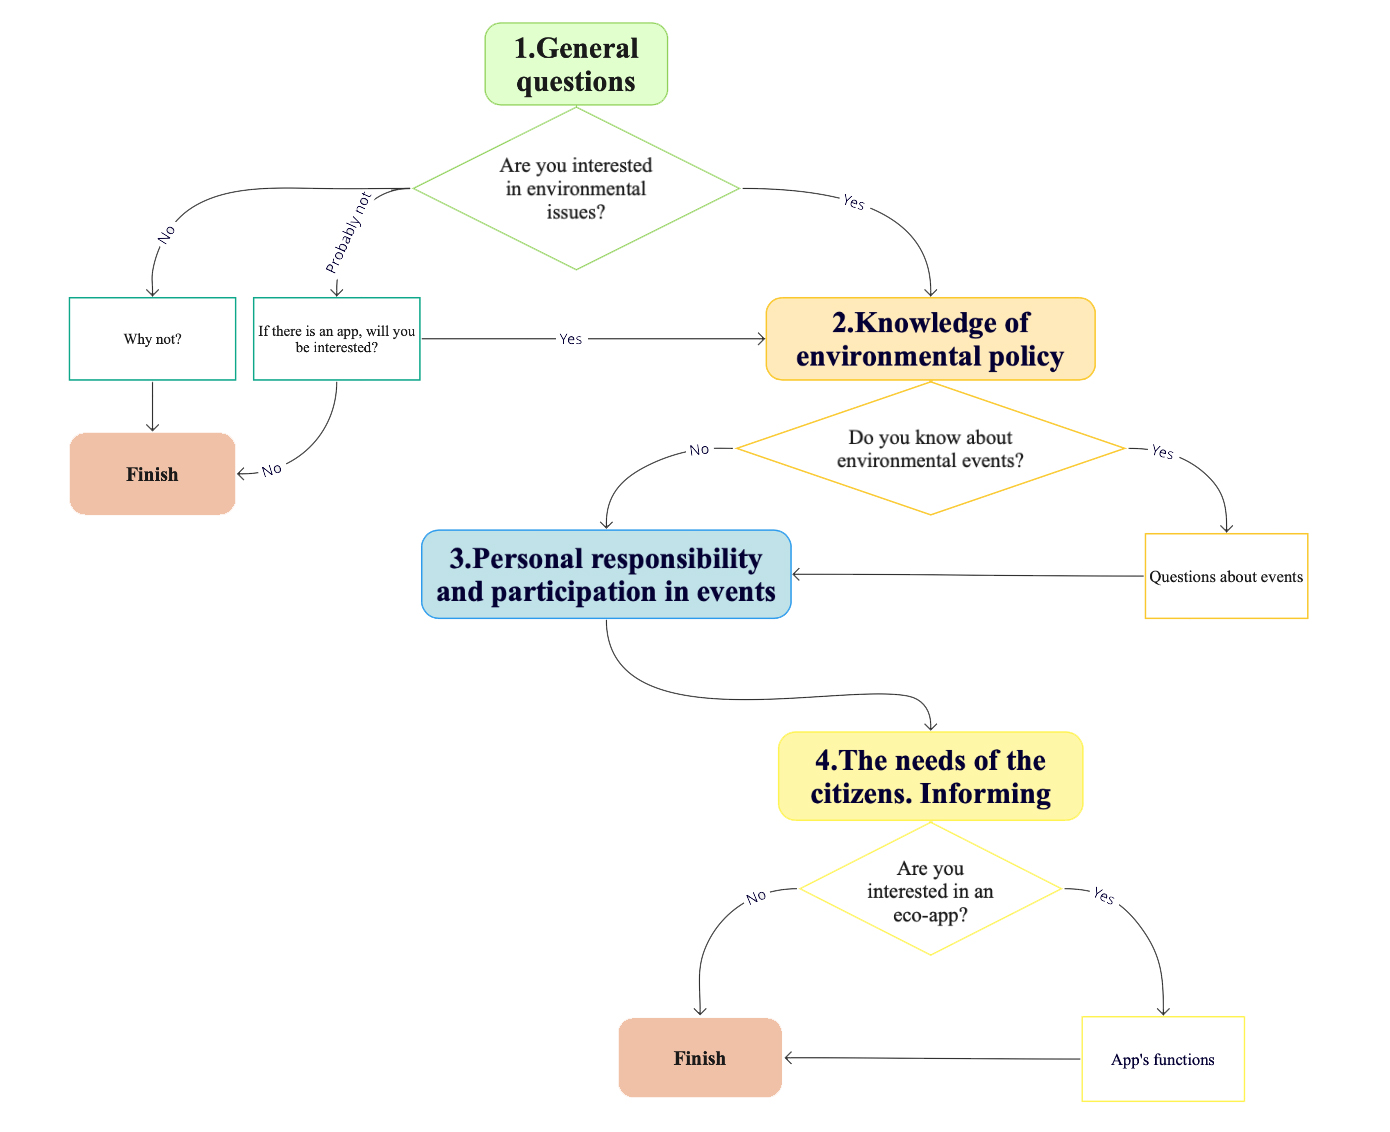 1.General
questions
Are you interested
in environmental
issues?
No
Probably not
Yes
Why not?
If there is an app, will you
be interested?
Yes
2.Knowledge of
environmental policy
Finish
No
Do you know about
environmental events?
No
Yes
3.Personal responsibility
and participation in events
Questions about events
4.The needs of the
citizens. Informing
Are you
interested in an
eco-app?
No
Yes
Finish
App's functions